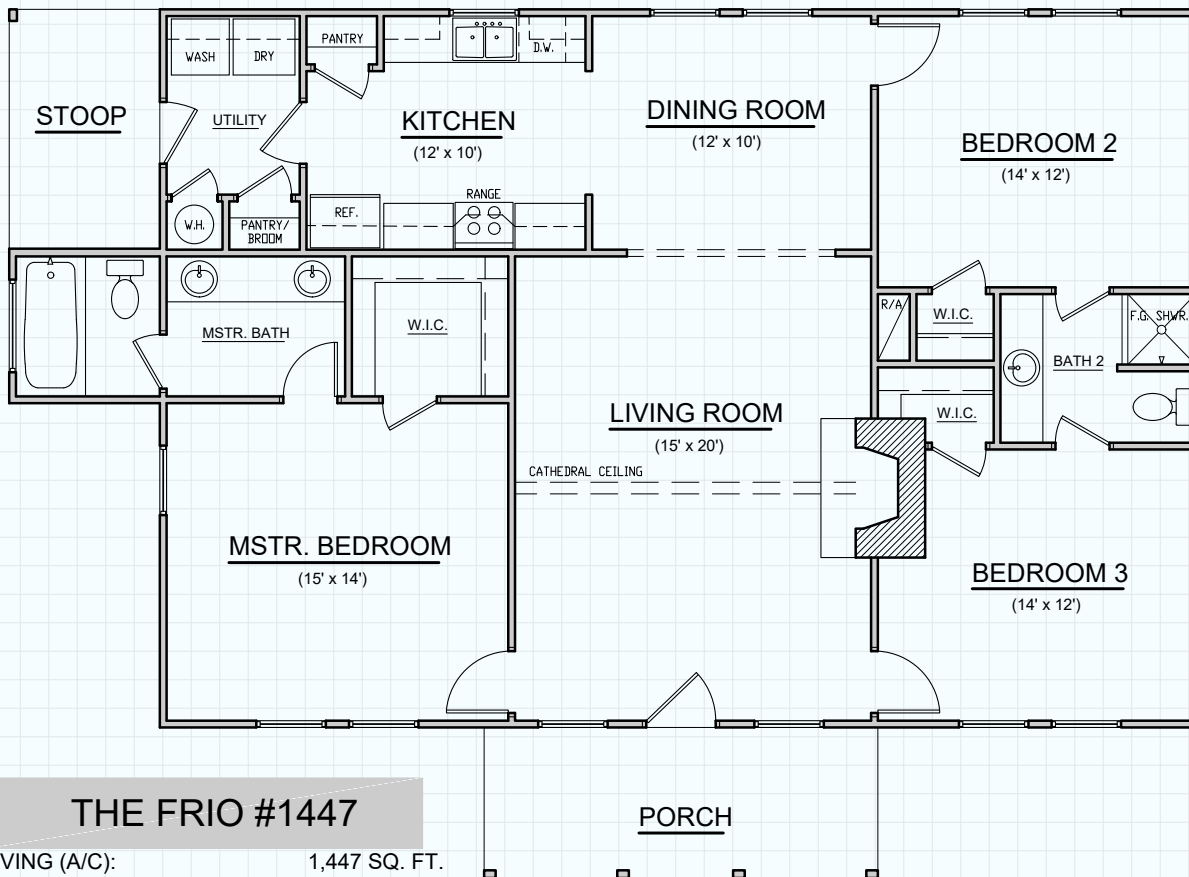 PANTRY
WASH
DRY
D.W.
STOOP
UTILITY
KITCHEN
(12' x 10')
DINING ROOM
(12' x 10')
BEDROOM 2
(14' x 12')
RANGE
REF.
W.H.
PANTRY/
BROOM
MSTR. BATH
W.I.C.
R/A
W.I.C.
F.G. SHWR.
BATH 2
W.I.C.
LIVING ROOM
(15' x 20')
CATHEDRAL CEILING
MSTR. BEDROOM
(15' x 14')
BEDROOM 3
(14' x 12')
THE FRIO #1447
PORCH
VING (A/C): 1,447 SQ. FT.